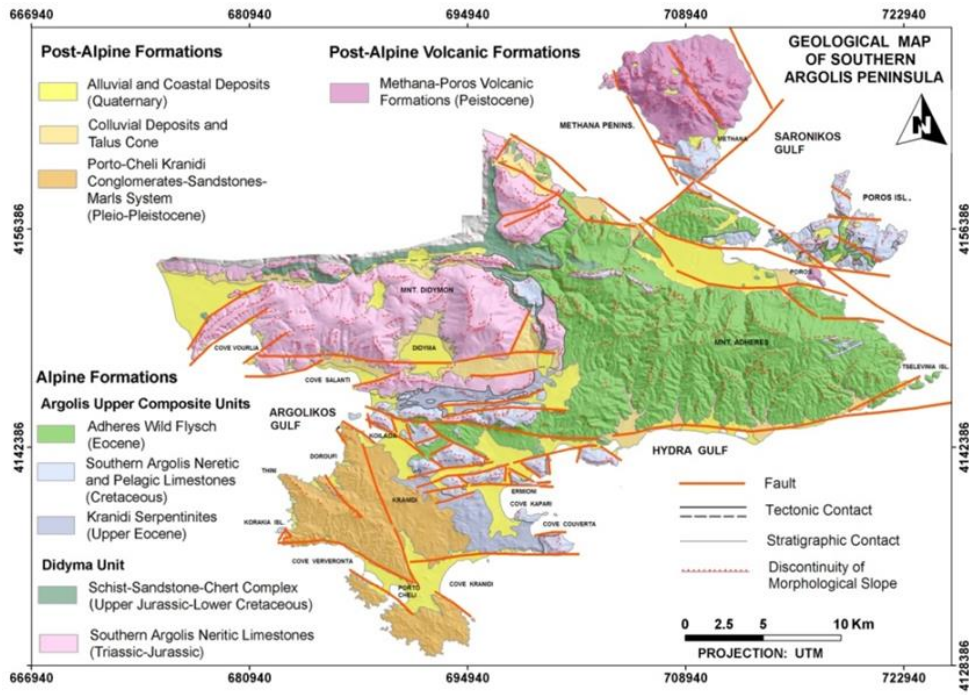 666940 680940 694940 708940 722940
GEOLOGICAL MAP
OF SOUTHERN
ARGOLIS PENINSULA
N
Post-Alpine Formations
Alluvial and Coastal Deposits
(Quaternary)
Colluvial Deposits and
Talus Cone
Porto-Cheli Kranidi
Conglomerates-Sandstones-
Marls System
(Pleio-Pleistocene)
Post-Alpine Volcanic Formations
Methana-Poros Volcanic
Formations (Peistocene)
METHANA PENINS.
METHANA
SARONIKOS
GULF
POROS ISL.
POROS
4156386
4156386
MNT. DIDYMON
MNT. ADHERES
COVE VOURLIA
DIDYMA
COVE SALANTI
TSELEVINIA ISL.
ARGOLIKOS
GULF
KOILADA
HYDRA GULF
4142386
4142386
DOROUFI
THINI
KRANIDI
ERMIONI
COVE KAPARI
KORAKIA ISL.
COVE COUVERTA
COVE VERVERONTA
PORTO
CHELI
COVE KRANIDI
Alpine Formations
Argolis Upper Composite Units
Adheres Wild Flysch
(Eocene)
Southern Argolis Neretic
and Pelagic Limestones
(Cretaceous)
Kranidi Serpentinites
(Upper Eocene)
Didyma Unit
Schist-Sandstone-Chert Complex
(Upper Jurassic-Lower Cretaceous)
Southern Argolis Neritic Limestones
(Triassic-Jurassic)
Fault
Tectonic Contact
Stratigraphic Contact
Discontinuity of
Morphological Slope
0 2.5 5 10 Km
PROJECTION: UTM
4128386
666940 680940 694940 708940 722940